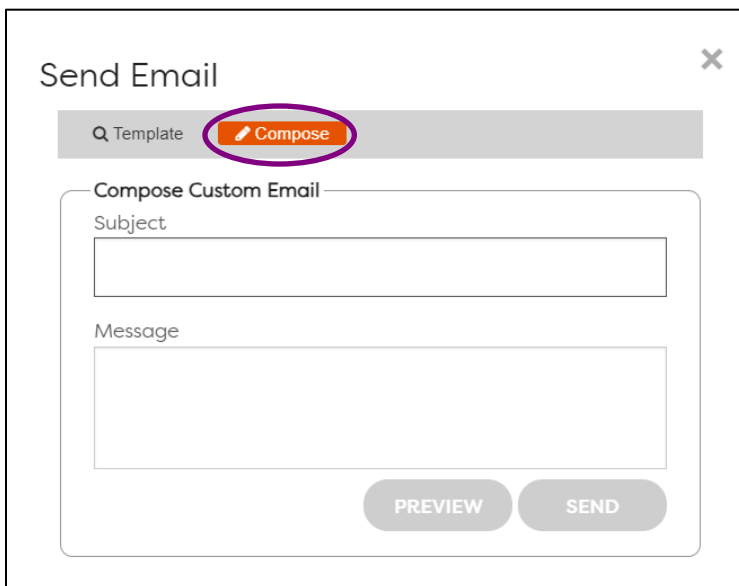 Send Email
Template Compose
Compose Custom Email
Subject
Message
PREVIEW SEND